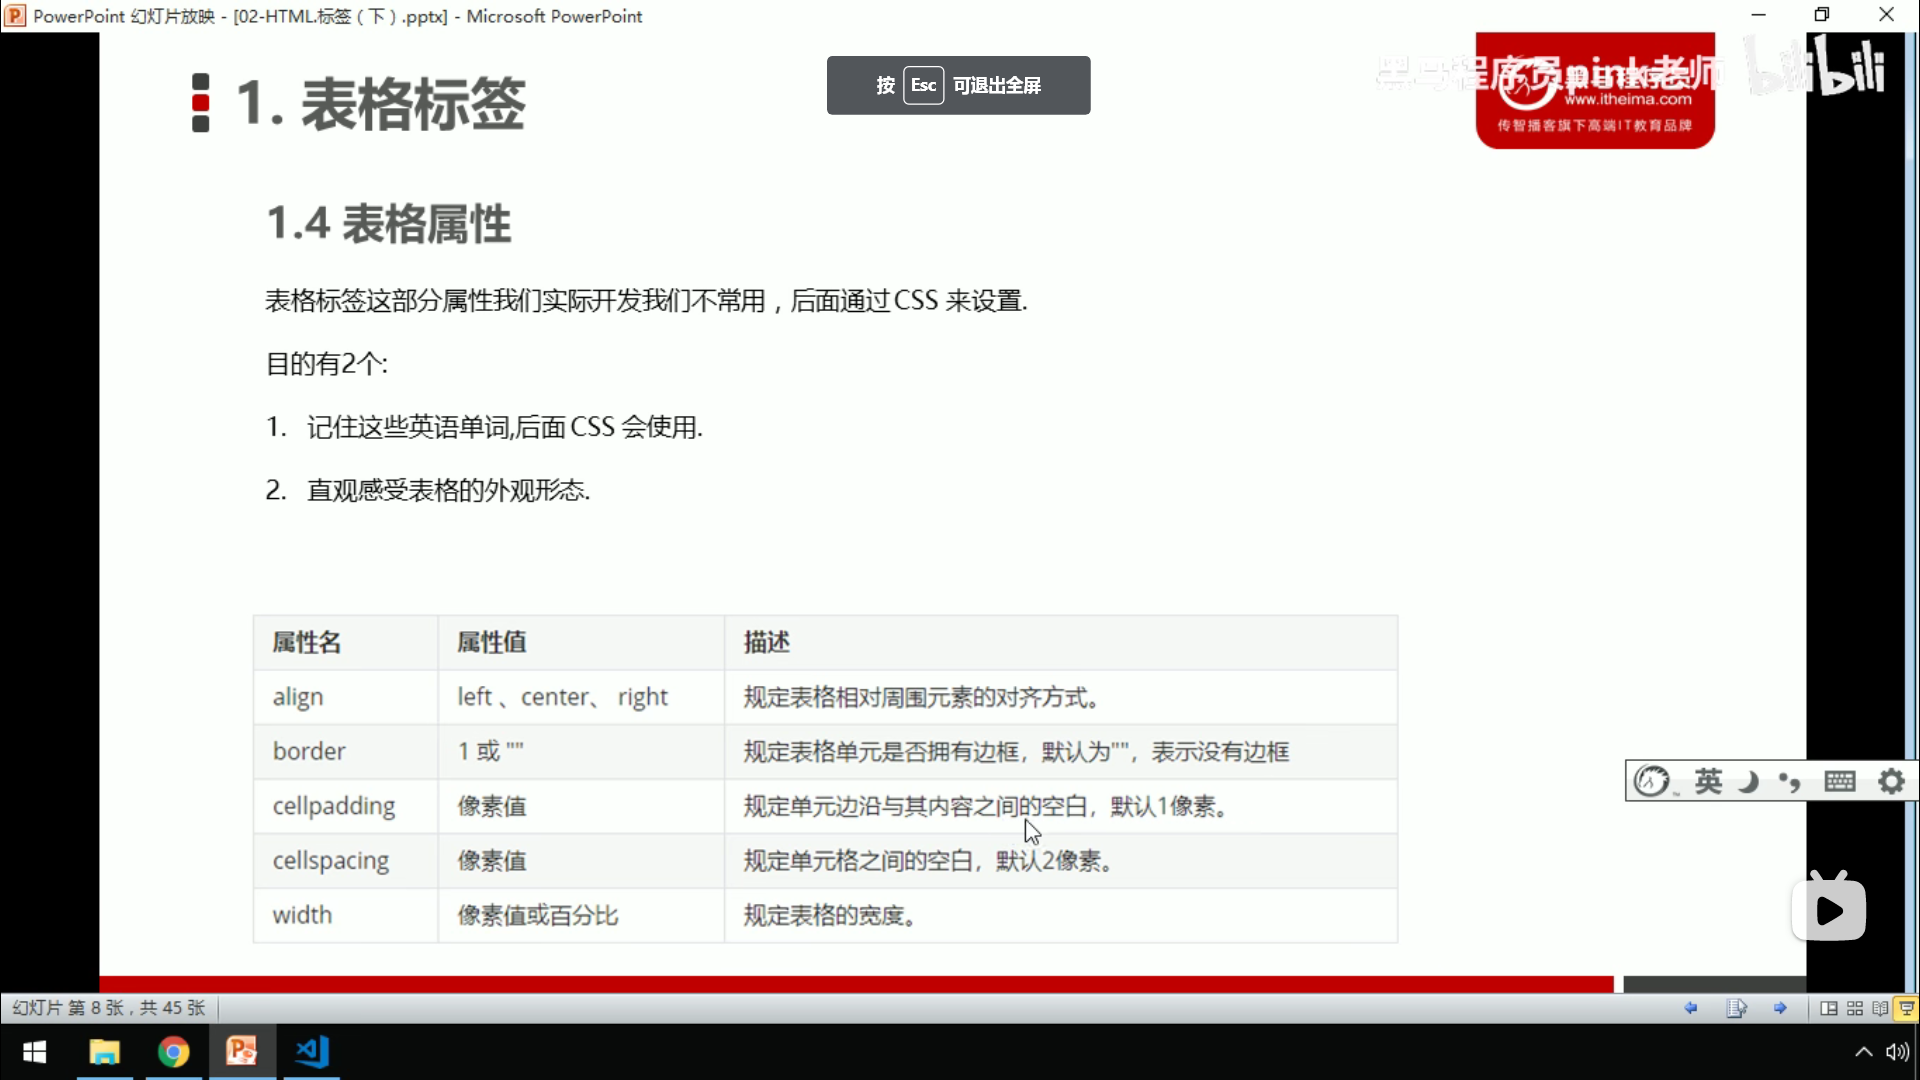 PowerPoint 幻灯片放映 - [02-HTML.标签（下）.pptx] - Microsoft PowerPoint
按 Esc 可退出全屏
黑马程序员pink老师
bilibili
www.itheima.com
传智播客旗下高端IT教育品牌
1. 表格标签
1.4 表格属性
表格标签这部分属性我们实际开发我们不常用，后面通过 CSS 来设置.
目的有2个:
1. 记住这些英语单词,后面 CSS 会使用.
2. 直观感受表格的外观形态.
属性名 属性值 描述
align left 、center、 right 规定表格相对周围元素的对齐方式。
border 1 或 "" 规定表格单元是否拥有边框，默认为""，表示没有边框
cellpadding 像素值 规定单元边沿与其内容之间的空白，默认1像素。
cellspacing 像素值 规定单元格之间的空白，默认2像素。
width 像素值或百分比 规定表格的宽度。
英
幻灯片 第 8 张，共 45 张